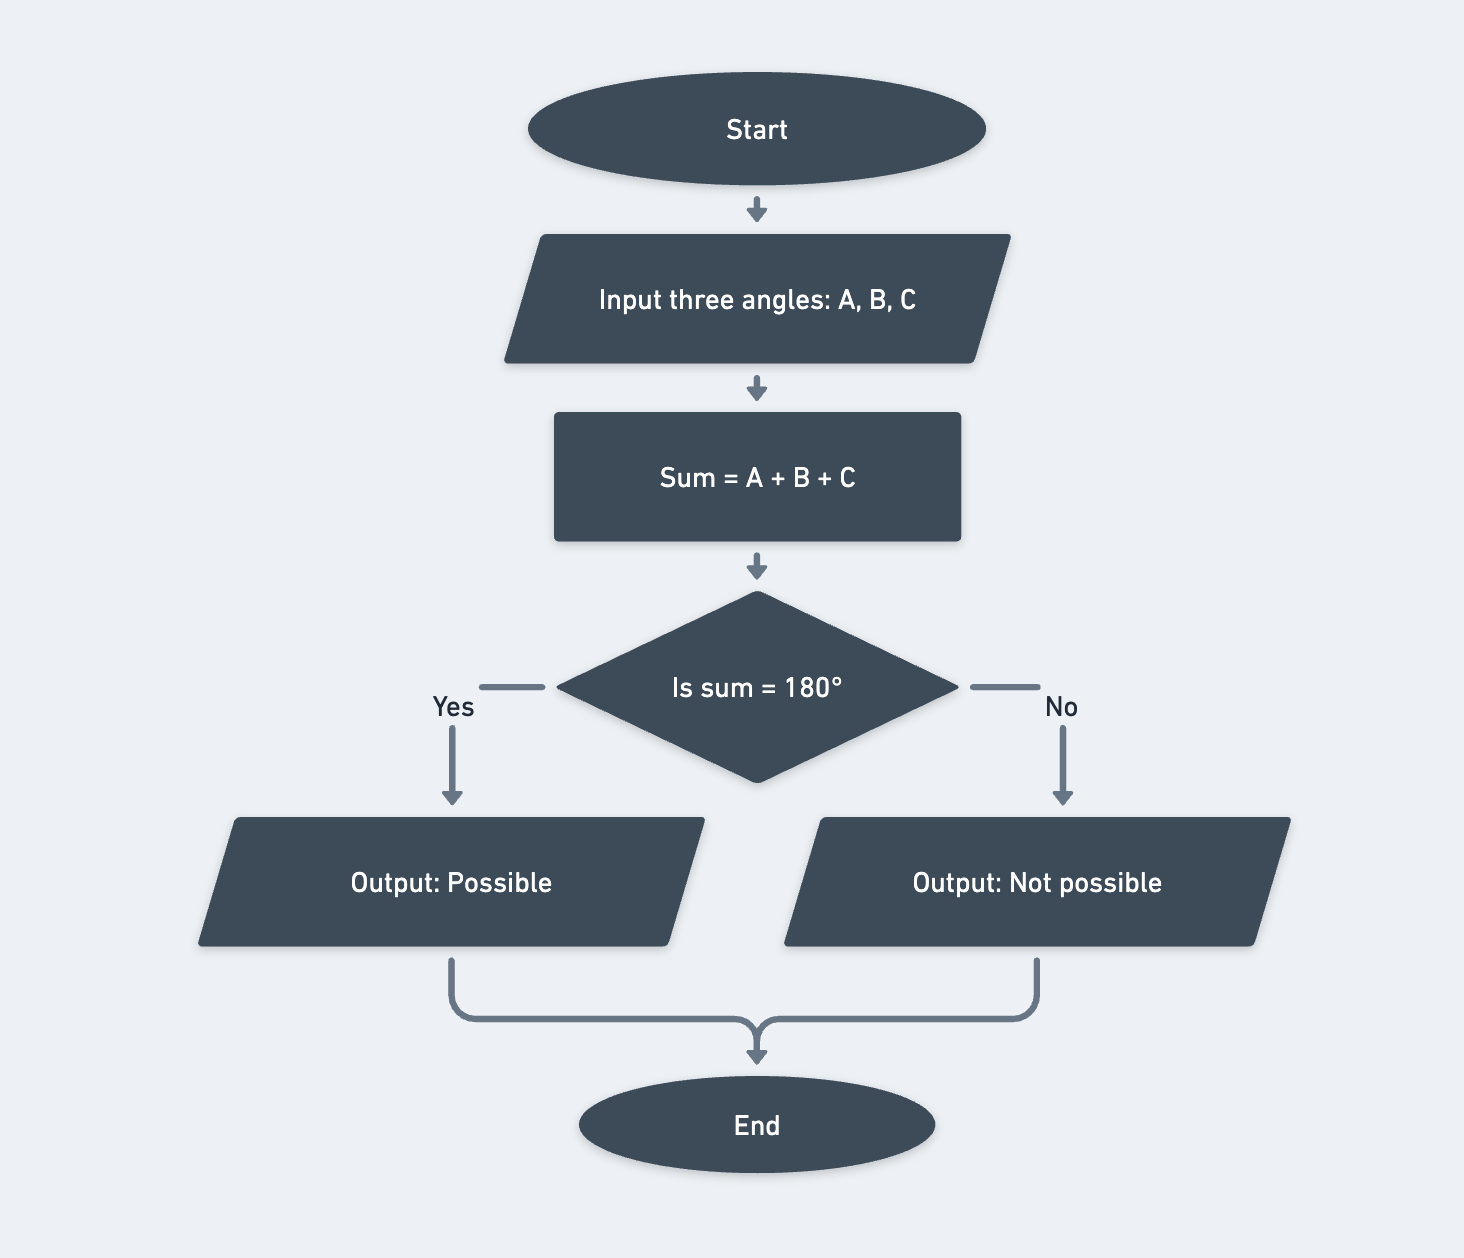 Start
Input three angles: A, B, C
Sum = A + B + C
Is sum = 180°
Yes
No
Output: Possible
Output: Not possible
End